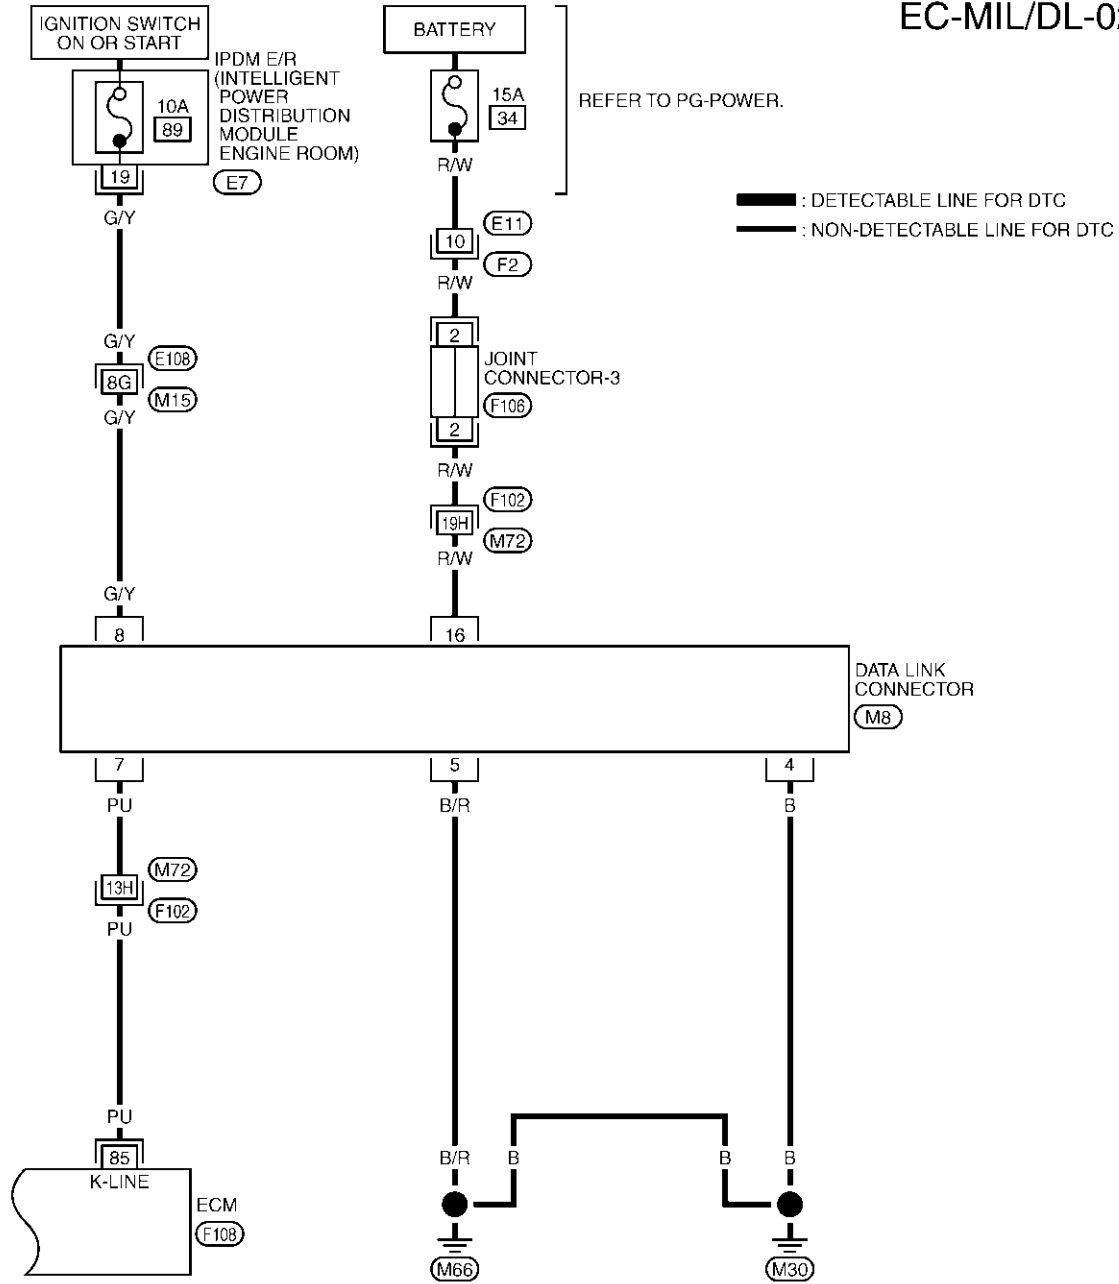 EC-MIL/DL-0
IGNITION SWITCH
ON OR START
BATTERY
IPDM E/R
(INTELLIGENT
POWER
DISTRIBUTION
MODULE
ENGINE ROOM)
10A
89
15A
34
REFER TO PG-POWER.
19
E7
R/W
: DETECTABLE LINE FOR DTC
: NON-DETECTABLE LINE FOR DTC
G/Y
10
E11
F2
R/W
G/Y
8G
E108
M15
G/Y
2
JOINT
CONNECTOR-3
F106
2
R/W
19H
F102
M72
R/W
G/Y
8
16
DATA LINK
CONNECTOR
M8
7
5
4
PU
B/R
B
13H
M72
F102
PU
PU
85
K-LINE
ECM
F108
B/R
B
B
B
M66
M30